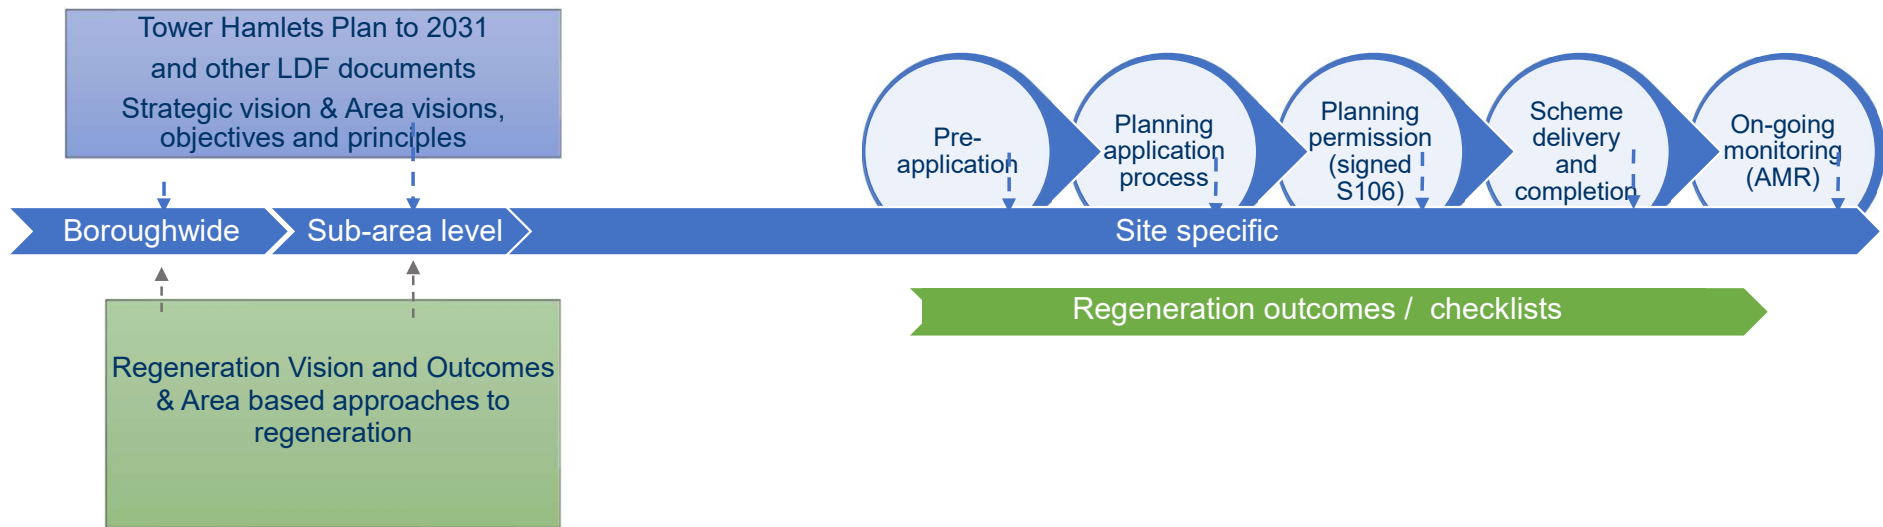 Tower Hamlets Plan to 2031
and other LDF documents
Strategic vision & Area visions,
objectives and principles
Pre-
application
Planning
application
process
Planning
permission
(signed
S106)
Scheme
delivery
and
completion
On-going
monitoring
(AMR)
Boroughwide
Sub-area level
Site specific
Regeneration outcomes / checklists
Regeneration Vision and Outcomes
& Area based approaches to
regeneration